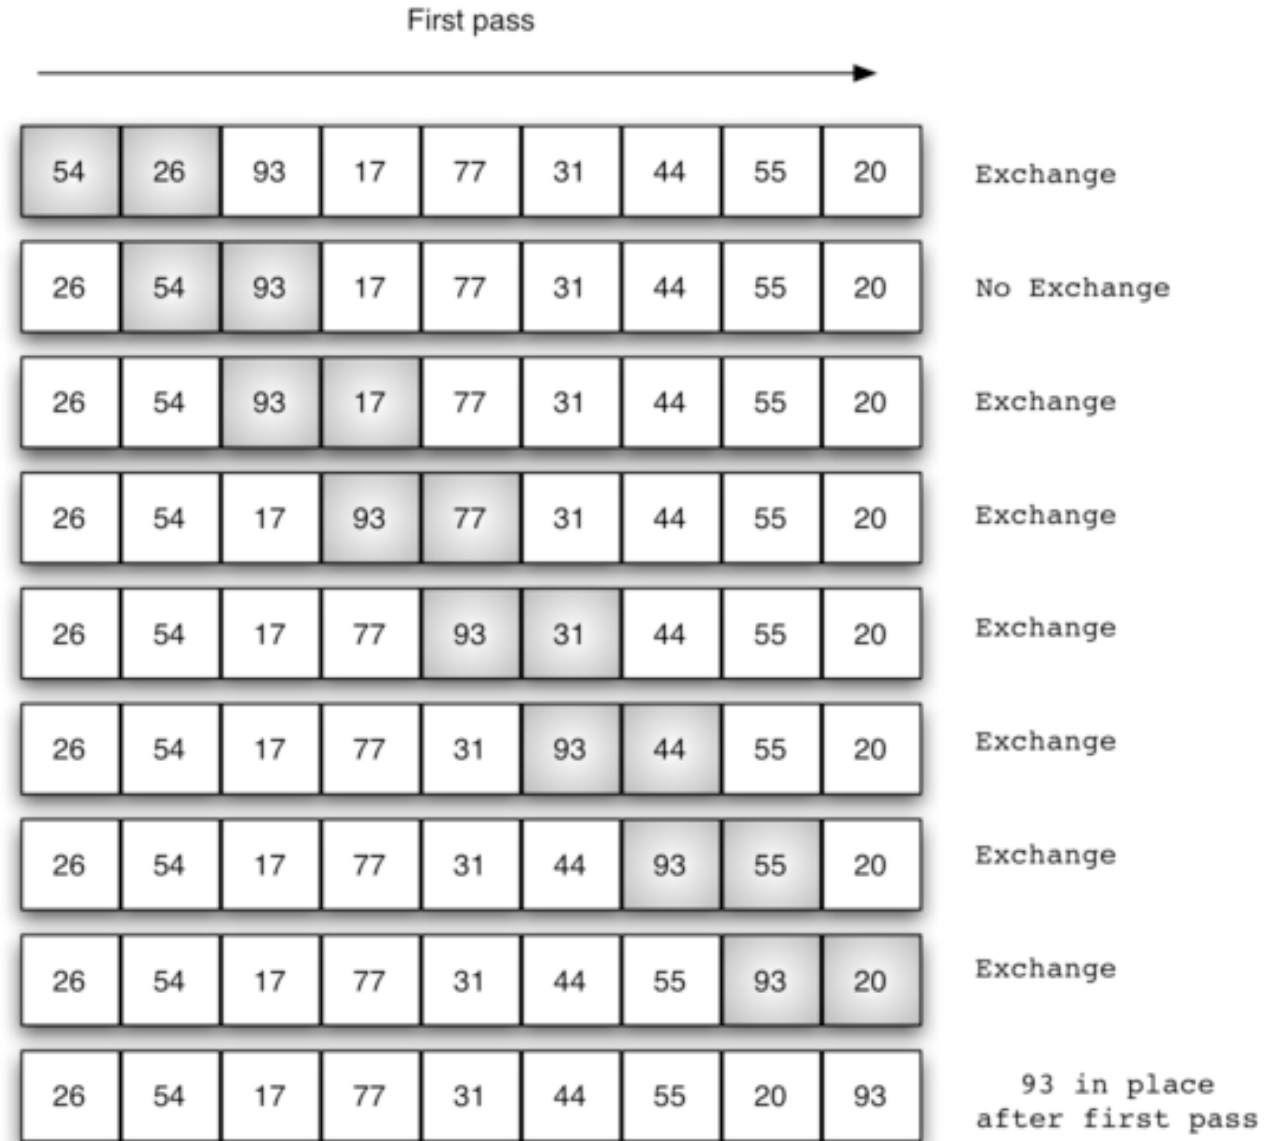 First pass
54 26 93 17 77 31 44 55 20 Exchange
26 54 93 17 77 31 44 55 20 No Exchange
26 54 93 17 77 31 44 55 20 Exchange
26 54 17 93 77 31 44 55 20 Exchange
26 54 17 77 93 31 44 55 20 Exchange
26 54 17 77 31 93 44 55 20 Exchange
26 54 17 77 31 44 93 55 20 Exchange
26 54 17 77 31 44 55 93 20 Exchange
26 54 17 77 31 44 55 20 93 93 in place
after first pass